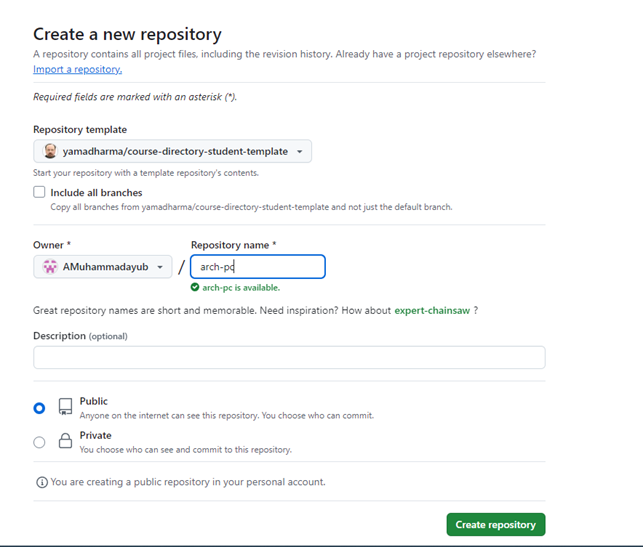 Create a new repository
A repository contains all project files, including the revision history. Already have a project repository elsewhere?
Import a repository.
Required fields are marked with an asterisk (*).
Repository template
yamadharma/course-directory-student-template
Start your repository with a template repository's contents.
Include all branches
Copy all branches from yamadharma/course-directory-student-template and not just the default branch.
Owner * Repository name *
AMuhammadayub / arch-pc
arch-pc is available.
Great repository names are short and memorable. Need inspiration? How about expert-chainsaw ?
Description (optional)
Public
Anyone on the internet can see this repository. You choose who can commit.
Private
You choose who can see and commit to this repository.
You are creating a public repository in your personal account.
Create repository